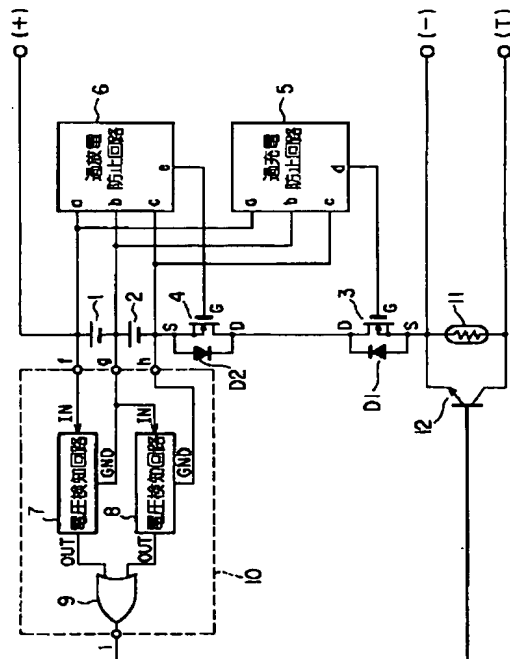 (+)
6
過放電
防止回路
a
b
c
e
5
過充電
防止回路
a
b
c
d
1
2
f
g
h
S
4
G
D
D2
D
3
G
S
D1
11
12
(-)
(T)
7
IN
電圧検知回路
GND
OUT
8
IN
電圧検知回路
GND
OUT
9
10